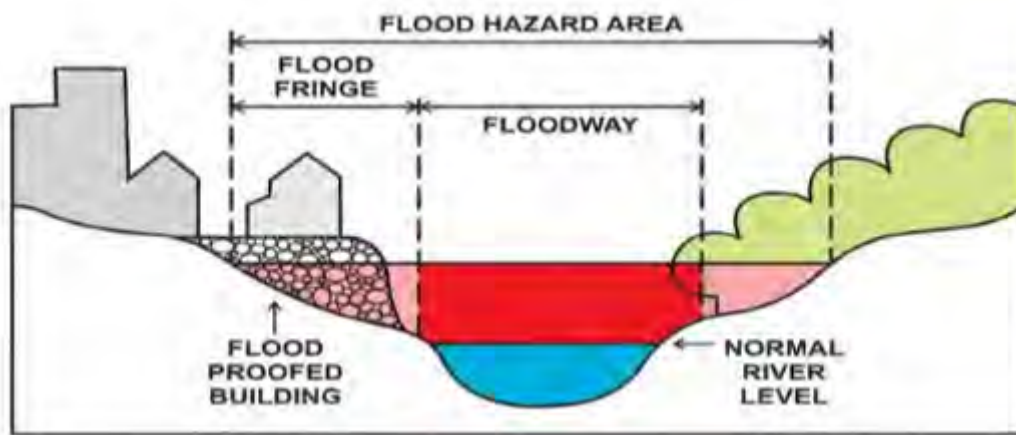 FLOOD HAZARD AREA
FLOOD
FRINGE
FLOODWAY
FLOOD
PROOFED
BUILDING
NORMAL
RIVER
LEVEL